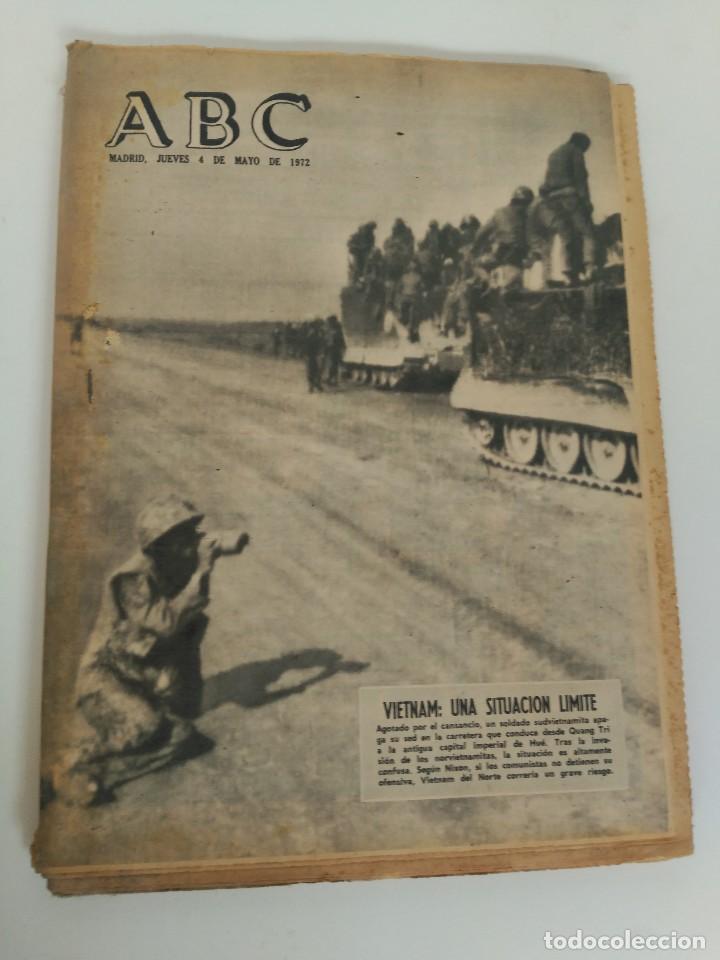 ABC
MADRID, JUEVES 4 DE MAYO DE 1972
VIETNAM: UNA SITUACION LIMITE
Agotado por el cansancio, un soldado sudvietnamita apa-
ga su sed en la carretera que conduce desde Quang Tri
a la antigua capital imperial de Hué. Tras la inva-
sión de los norvietnamitas, la situación es altamente
confusa. Según Nixon, si los comunistas no detienen su
ofensiva, Vietnam del Norte correría un grave riesgo.
todocoleccion
todocoleccion.net